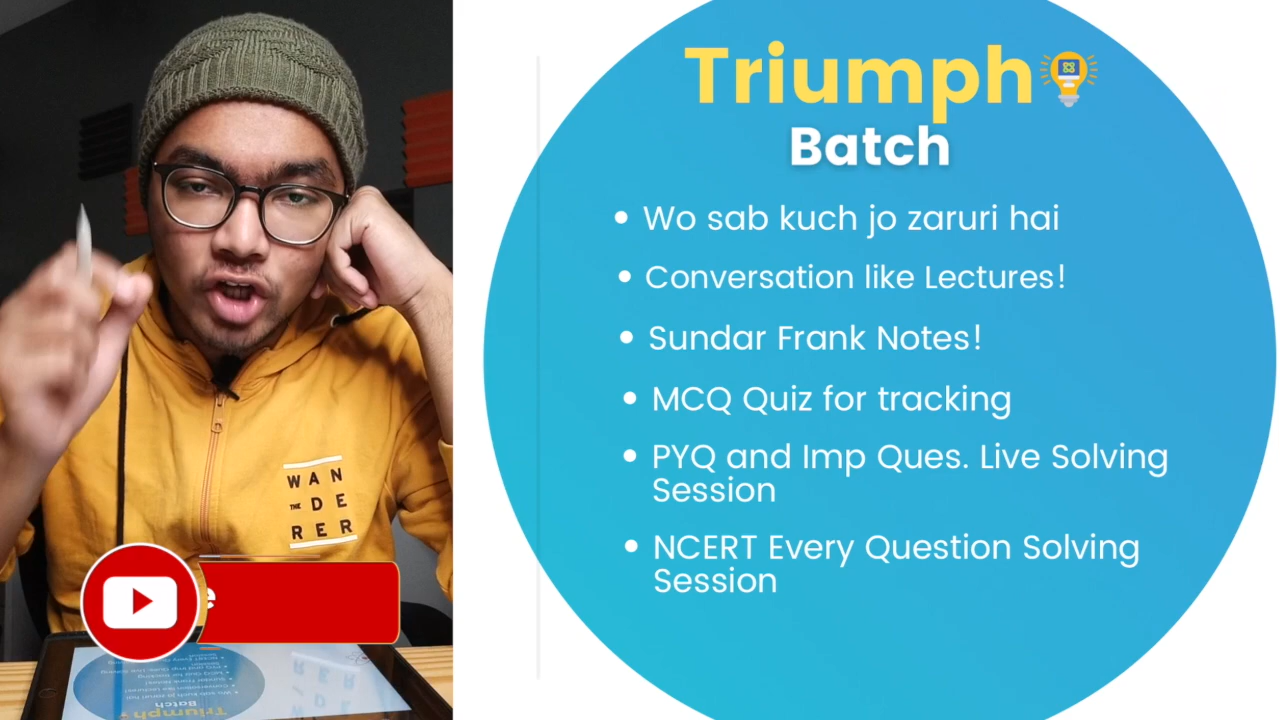 Triumph
Batch
Wo sab kuch jo zaruri hai
Conversation like Lectures!
Sundar Frank Notes!
MCQ Quiz for tracking
PYQ and Imp Ques. Live Solving
Session
NCERT Every Question Solving
Session
WAN
THE DE
RER
e